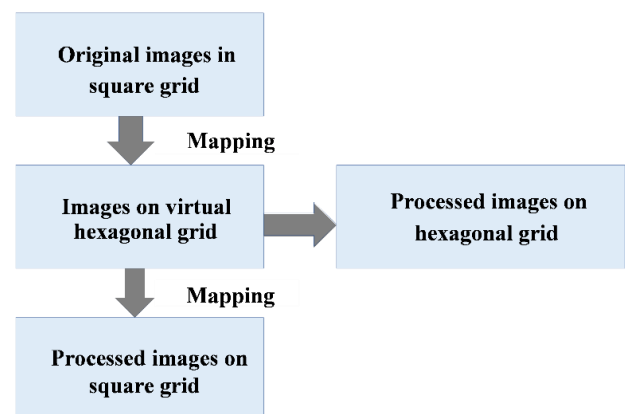 Original images in
square grid
Mapping
Images on virtual
hexagonal grid
Processed images on
hexagonal grid
Mapping
Processed images on
square grid